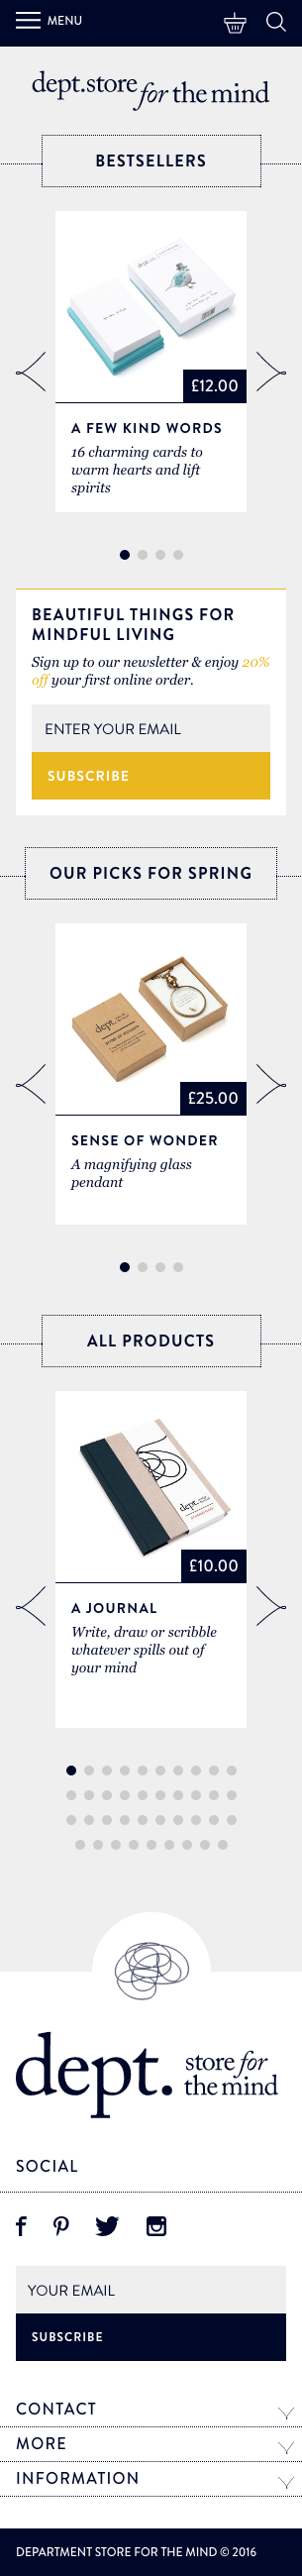 MENU
dept.store for the mind
BESTSELLERS
£12.00
A FEW KIND WORDS
16 charming cards to
warm hearts and lift
spirits
BEAUTIFUL THINGS FOR
MINDFUL LIVING
Sign up to our newsletter & enjoy 20%
off your first online order.
ENTER YOUR EMAIL
SUBSCRIBE
OUR PICKS FOR SPRING
dept.
£25.00
SENSE OF WONDER
A magnifying glass
pendant
ALL PRODUCTS
dept.
£10.00
A JOURNAL
Write, draw or scribble
whatever spills out of
your mind
dept. store for
the mind
SOCIAL
YOUR EMAIL
SUBSCRIBE
CONTACT
MORE
INFORMATION
DEPARTMENT STORE FOR THE MIND © 2016